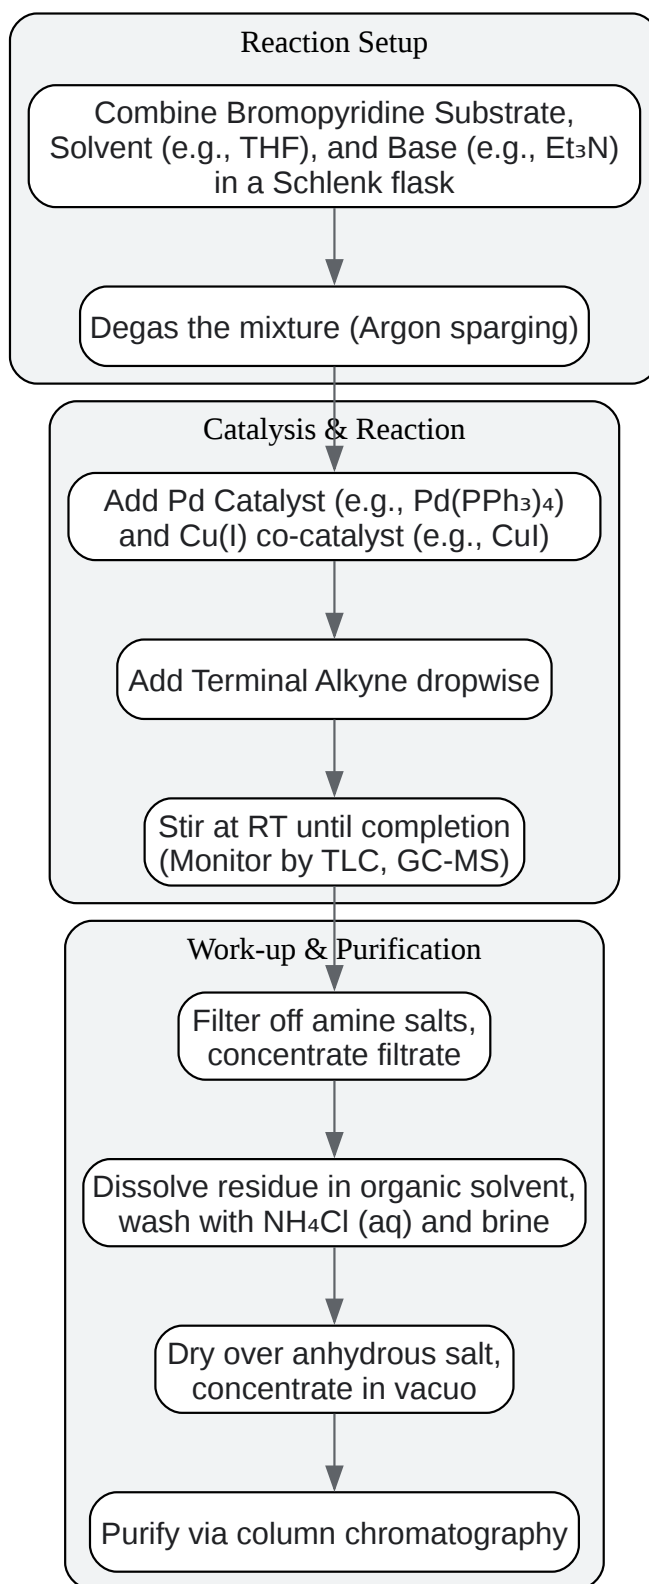 Reaction Setup
Combine Bromopyridine Substrate,
Solvent (e.g., THF), and Base (e.g., Et₃N)
in a Schlenk flask
Degas the mixture (Argon sparging)
Catalysis & Reaction
Add Pd Catalyst (e.g., Pd(PPh₃)₄)
and Cu(I) co-catalyst (e.g., CuI)
Add Terminal Alkyne dropwise
Stir at RT until completion
(Monitor by TLC, GC-MS)
Work-up & Purification
Filter off amine salts,
concentrate filtrate
Dissolve residue in organic solvent,
wash with NH₄Cl (aq) and brine
Dry over anhydrous salt,
concentrate in vacuo
Purify via column chromatography